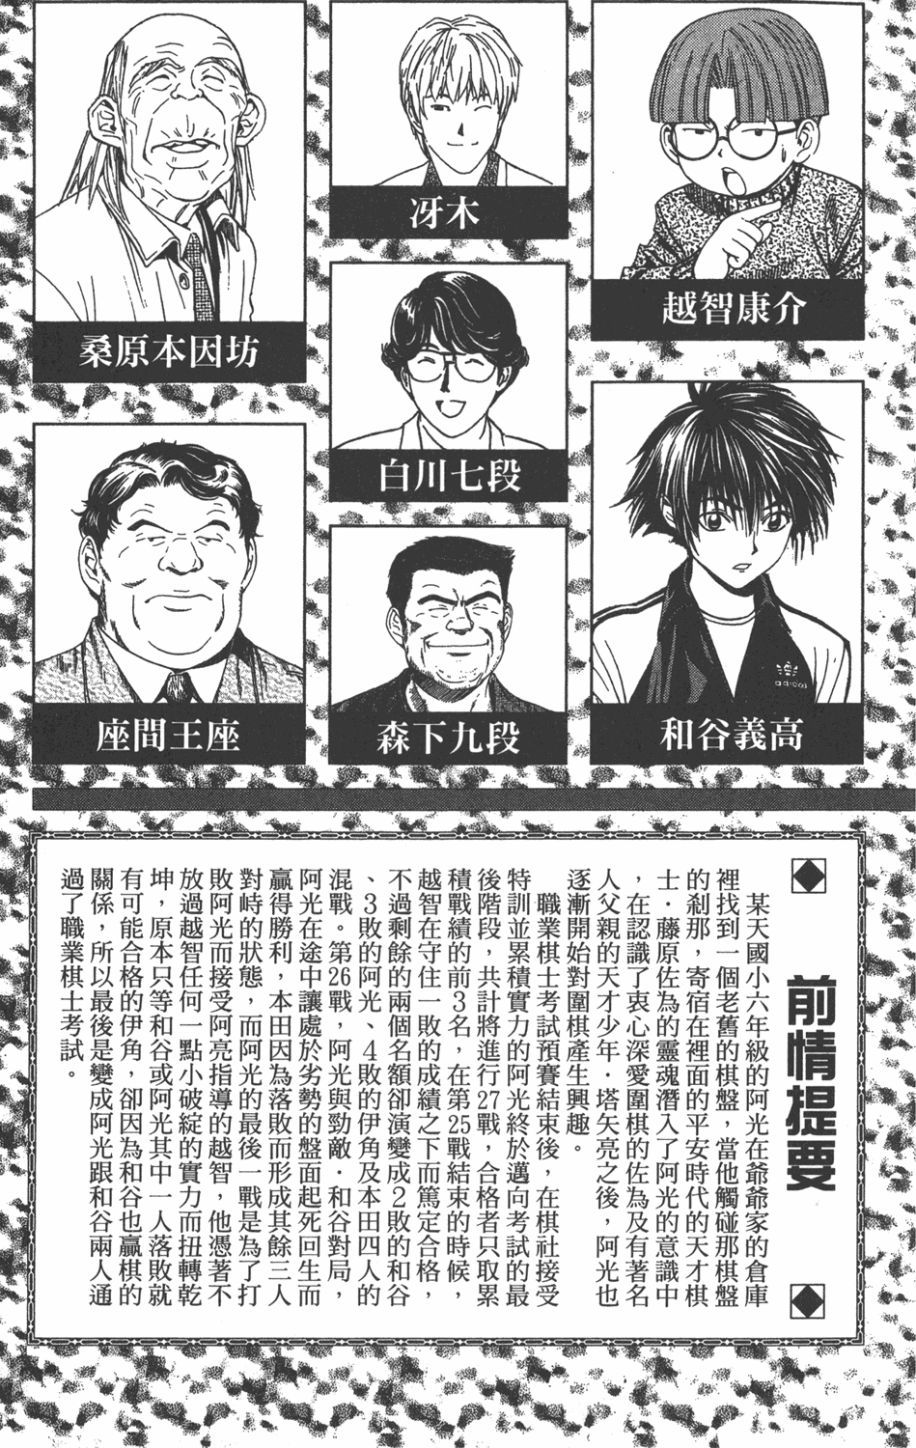 越智康介
和谷義高
冴木
白川七段
森下九段
桑原本因坊
座間王座
adidas
前情提要
某天國小六年級的阿光在爺爺家的倉庫
裡找到一個老舊的棋盤，當他觸碰那棋盤
的剎那，寄宿在裡面的平安時代的天才棋
士．藤原佐為的靈魂潛入了阿光的意識中
，在認識了衷心深愛圍棋的佐為及有著名
人父親的天才少年．塔矢亮之後，阿光也
逐漸開始對圍棋產生興趣。
職業棋士考試預賽結束後，在棋社接受
特訓並累積實力的阿光終於邁向考試的最
後階段，共計將進行27戰，合格者只取累
積戰績的前3名，在第25戰結束的時候，
越智在守住一敗的成績之下而篤定合格，
不過剩餘的兩個名額卻演變成2敗的和谷
、3敗的阿光、4敗的伊角及本田四人的
混戰。第26戰，阿光與勁敵．和谷對局，
阿光在途中讓處於劣勢的盤面起死回生而
贏得勝利，本田因為落敗而形成其餘三人
對峙的狀態，而阿光的最後一戰是為了打
敗阿光而接受阿亮指導的越智，他憑著不
放過越智任何一點小破綻的實力而扭轉乾
坤，原本只等和谷或阿光其中一人落敗就
有可能合格的伊角，卻因為和谷也贏棋的
關係，所以最後是變成阿光跟和谷兩人通
過了職業棋士考試。